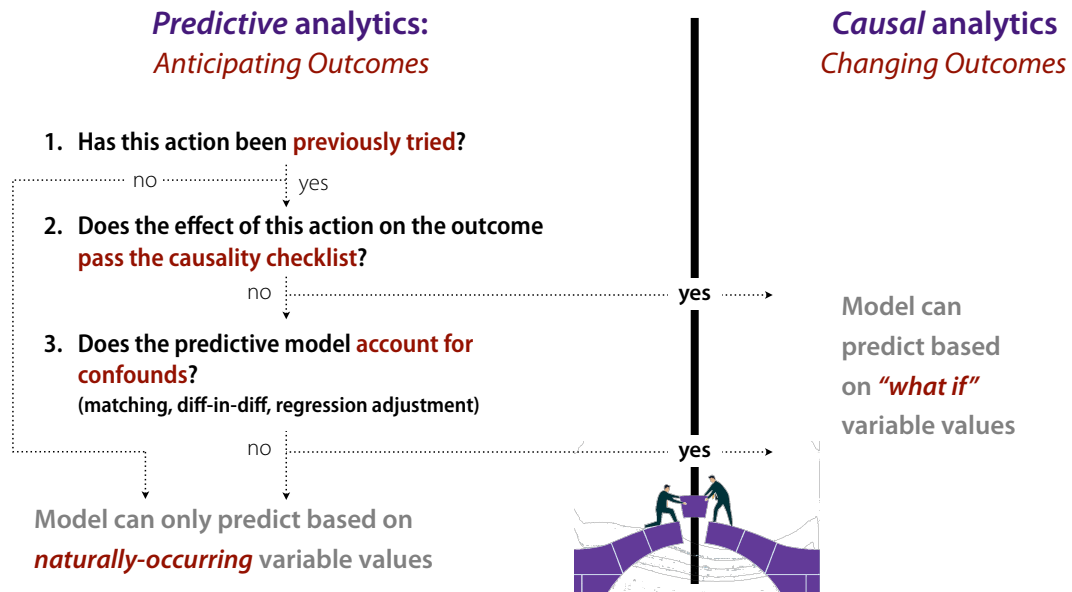 Predictive analytics:
Anticipating Outcomes
Causal analytics
Changing Outcomes
1. Has this action been previously tried?
no
yes
2. Does the effect of this action on the outcome
pass the causality checklist?
no
yes
3. Does the predictive model account for
confounds?
(matching, diff-in-diff, regression adjustment)
no
yes
Model can
predict based
on “what if”
variable values
Model can only predict based on
naturally-occurring variable values